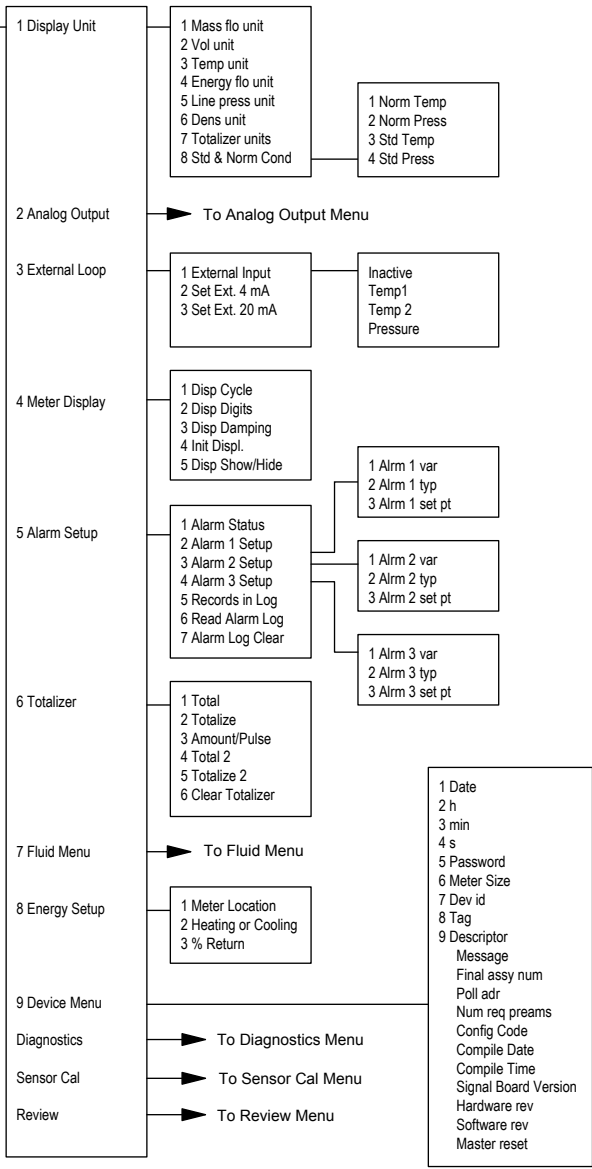 1 Display Unit
1 Mass flo unit
2 Vol unit
3 Temp unit
4 Energy flo unit
5 Line press unit
6 Dens unit
7 Totalizer units
8 Std & Norm Cond
1 Norm Temp
2 Norm Press
3 Std Temp
4 Std Press
2 Analog Output
To Analog Output Menu
3 External Loop
1 External Input
2 Set Ext. 4 mA
3 Set Ext. 20 mA
Inactive
Temp1
Temp 2
Pressure
4 Meter Display
1 Disp Cycle
2 Disp Digits
3 Disp Damping
4 Init Displ.
5 Disp Show/Hide
5 Alarm Setup
1 Alarm Status
2 Alarm 1 Setup
3 Alarm 2 Setup
4 Alarm 3 Setup
5 Records in Log
6 Read Alarm Log
7 Alarm Log Clear
1 Alrm 1 var
2 Alrm 1 typ
3 Alrm 1 set pt
1 Alrm 2 var
2 Alrm 2 typ
3 Alrm 2 set pt
1 Alrm 3 var
2 Alrm 3 typ
3 Alrm 3 set pt
6 Totalizer
1 Total
2 Totalize
3 Amount/Pulse
4 Total 2
5 Totalize 2
6 Clear Totalizer
7 Fluid Menu
To Fluid Menu
8 Energy Setup
1 Meter Location
2 Heating or Cooling
3 % Return
9 Device Menu
1 Date
2 h
3 min
4 s
5 Password
6 Meter Size
7 Dev id
8 Tag
9 Descriptor
Message
Final assy num
Poll adr
Num req preams
Config Code
Compile Date
Compile Time
Signal Board Version
Hardware rev
Software rev
Master reset
Diagnostics
To Diagnostics Menu
Sensor Cal
To Sensor Cal Menu
Review
To Review Menu